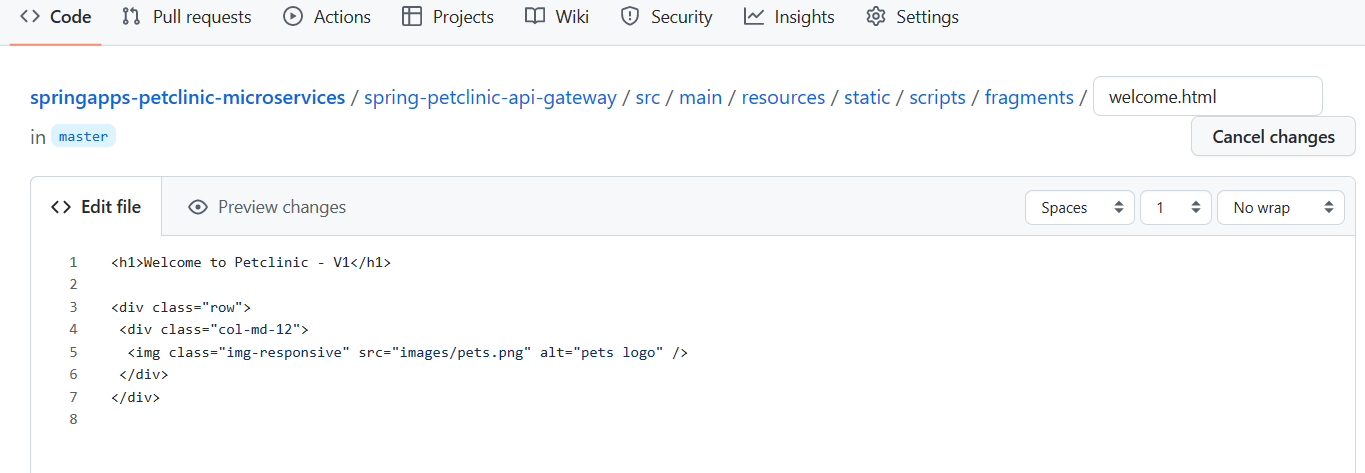 Code Pull requests Actions Projects Wiki Security Insights Settings
springapps-petclinic-microservices / spring-petclinic-api-gateway / src / main / resources / static / scripts / fragments / welcome.html
in master
Cancel changes
Edit file Preview changes Spaces 1 No wrap
1 <h1>Welcome to Petclinic - V1</h1>
2
3 <div class="row">
4  <div class="col-md-12">
5   <img class="img-responsive" src="images/pets.png" alt="pets logo" />
6  </div>
7 </div>
8